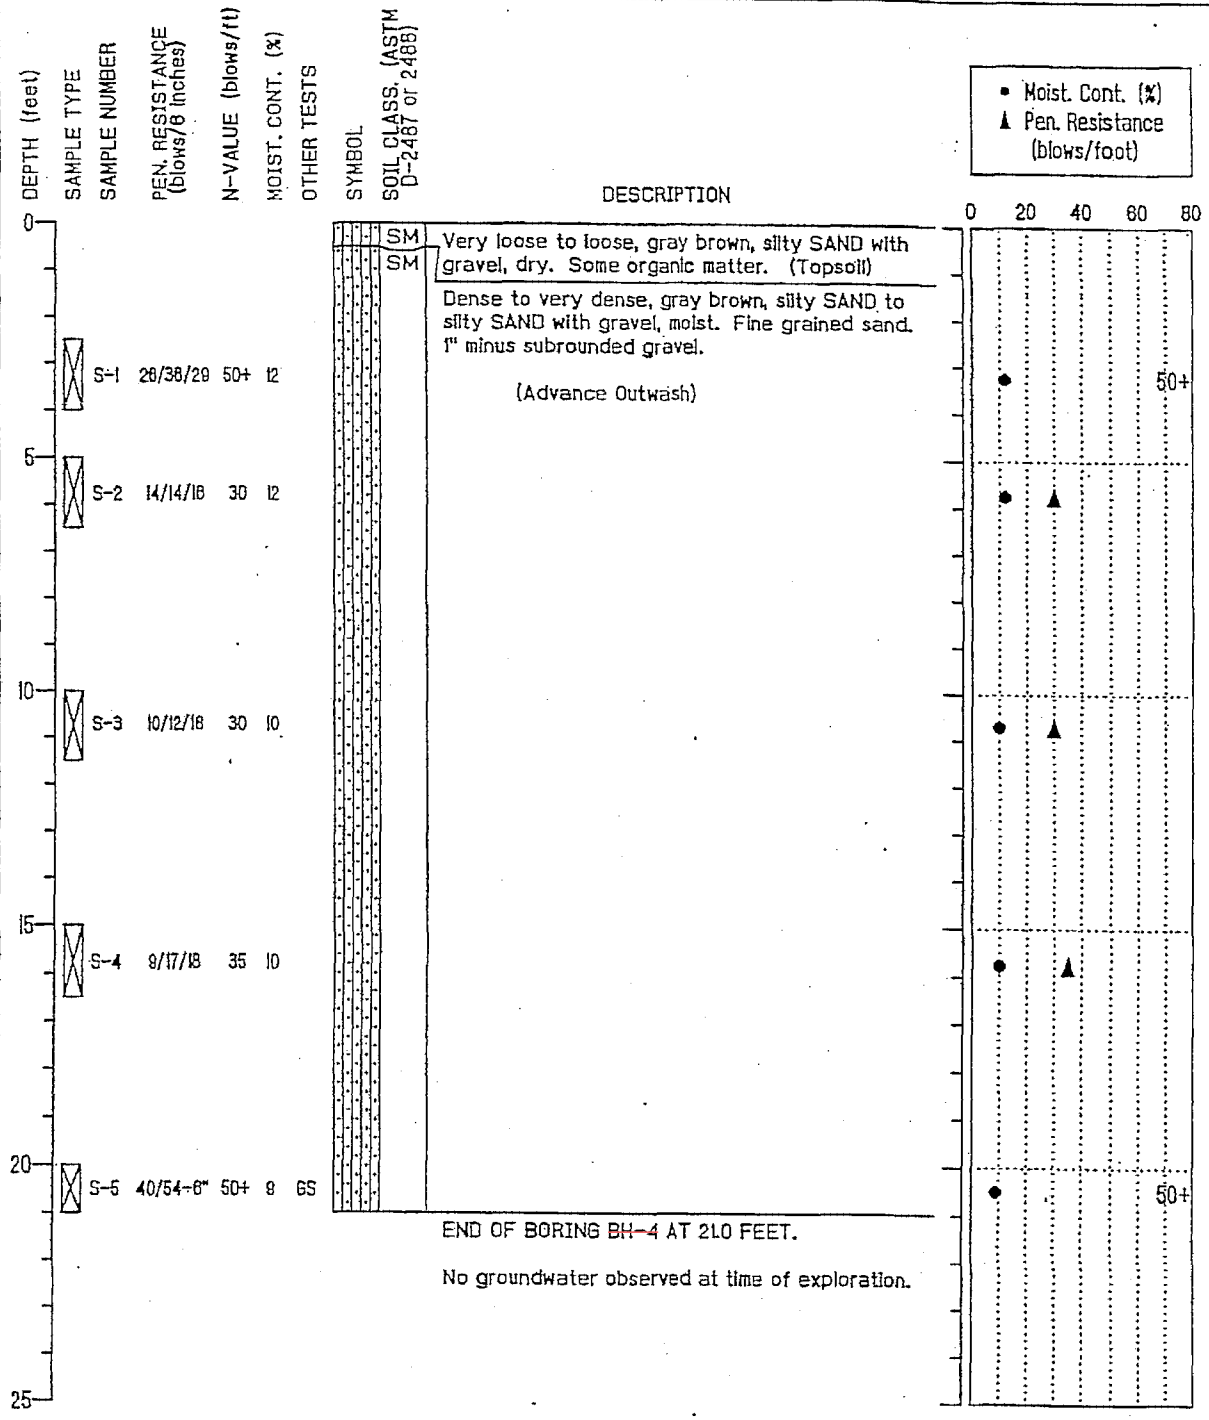 DEPTH (feet)
SAMPLE TYPE
SAMPLE NUMBER
PEN. RESISTANCE
(blows/6 inches)
N-VALUE (blows/ft)
MOIST. CONT. (%)
OTHER TESTS
SYMBOL
SOIL CLASS. (ASTM
D-2487 or 2488)
DESCRIPTION
• Moist. Cont. (%)
▲ Pen. Resistance
(blows/foot)
0 20 40 60 80
0
SM Very loose to loose, gray brown, silty SAND with
SM gravel, dry. Some organic matter. (Topsoil)
Dense to very dense, gray brown, silty SAND to
silty SAND with gravel, moist. Fine grained sand.
1" minus subrounded gravel.
S-1 28/38/29 50+ 12 50+
(Advance Outwash)
5
S-2 14/14/16 30 12
10
S-3 10/12/18 30 10
15
S-4 9/17/18 35 10
20
S-5 40/54-6" 50+ 9 GS 50+
END OF BORING BH-4 AT 21.0 FEET.
No groundwater observed at time of exploration.
25